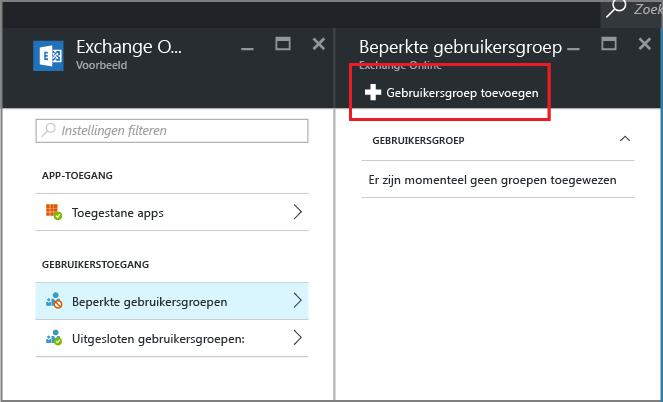 Zoek
Exchange O...
Voorbeeld
Instellingen filteren
APP-TOEGANG
Toegestane apps
GEBRUIKERSTOEGANG
Beperkte gebruikersgroepen
Uitgesloten gebruikersgroepen:
Beperkte gebruikersgroep
Exchange Online
Gebruikersgroep toevoegen
GEBRUIKERSGROEP
Er zijn momenteel geen groepen toegewezen